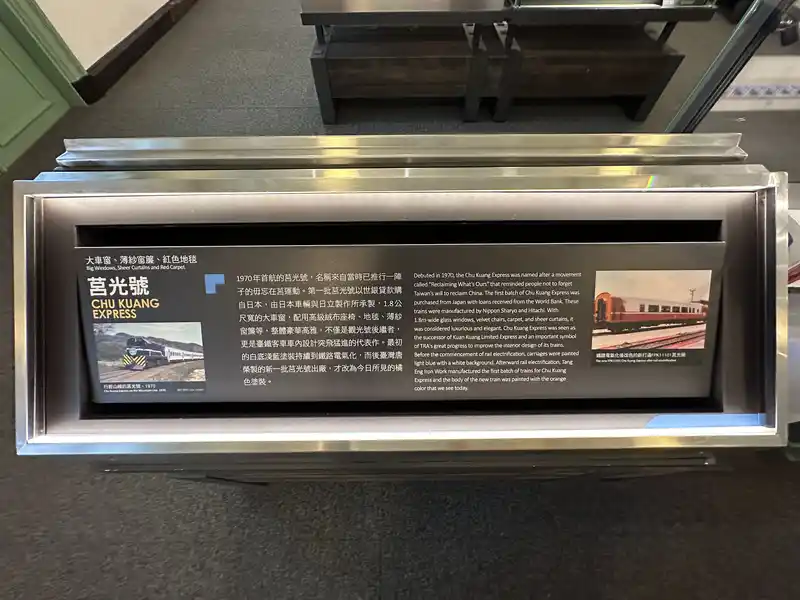 大車窗、薄紗窗簾、紅色地毯
Big Windows, Sheer Curtains and Red Carpet.
莒光號
CHU KUANG
EXPRESS
行駛山線的莒光號，1970
1970年首航的莒光號，名稱來自當時已推行一陣
子的毋忘在莒運動。第一批莒光號以世銀貸款購
自日本，由日本車輛與日立製作所承製，1.8公
尺寬的大車窗，配用高級絨布座椅、地毯、薄紗
窗簾等，整體豪華高雅，不僅是觀光號後繼者，
更是臺鐵客車車內設計突飛猛進的代表作。最初
的白底淺藍塗裝持續到鐵路電氣化，而後臺灣唐
榮製的新一批莒光號出廠，才改為今日所見的橘
色塗裝。
Debuted in 1970, the Chu Kuang Express was named after a movement
called "Reclaiming What's Ours" that reminded people not to forget
Taiwan's will to reclaim China. The first batch of Chu Kuang Express was
purchased from Japan with loans received from the World Bank. These
trains were manufactured by Nippon Sharyo and Hitachi. With
1.8m-wide glass windows, velvet chairs, carpet, and sheer curtains, it
was considered luxurious and elegant. Chu Kuang Express was seen as
the successor of Kuan Kuang Limited Express and an important symbol
of TRA's great progress to improve the interior design of its trains.
Before the commencement of rail electrification, carriages were painted
light blue with a white background. Afterward rail electrification, Tang
Eng Iron Work manufactured the first batch of trains for Chu Kuang
Express and the body of the new train was painted with the orange
color that we see today.